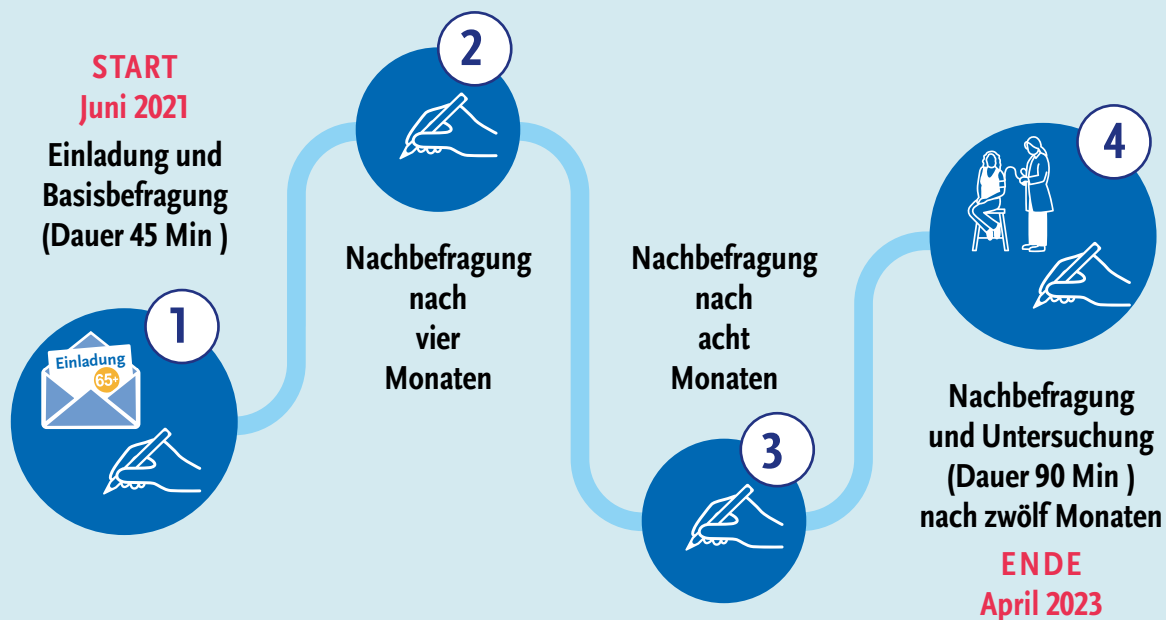 START
Juni 2021
Einladung und
Basisbefragung
(Dauer 45 Min )
1
Einladung
65+
2
Nachbefragung
nach
vier
Monaten
Nachbefragung
nach
acht
Monaten
3
4
Nachbefragung
und Untersuchung
(Dauer 90 Min )
nach zwölf Monaten
ENDE
April 2023